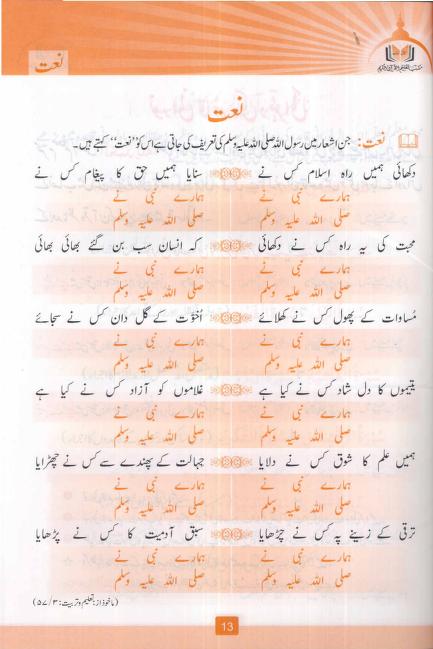 نعت
نعت
نعت: جن اشعار میں رسول اللہ صلی اللہ علیہ وسلم کی تعریف کی جاتی ہے اس کو "نعت" کہتے ہیں۔
دکھائی ہمیں راہ اسلام کس نے سنایا ہمیں حق کا پیغام کس نے
ہمارے نبی نے ہمارے نبی نے
صلی اللہ علیہ وسلم صلی اللہ علیہ وسلم
محبت کی یہ راہ کس نے دکھائی کہ انسان سب بن گئے بھائی بھائی
ہمارے نبی نے ہمارے نبی نے
صلی اللہ علیہ وسلم صلی اللہ علیہ وسلم
مُساوات کے پھول کس نے کھلائے اُخوّت کے گل دان کس نے سجائے
ہمارے نبی نے ہمارے نبی نے
صلی اللہ علیہ وسلم صلی اللہ علیہ وسلم
یتیموں کا دل شاد کس نے کیا ہے غلاموں کو آزاد کس نے کیا ہے
ہمارے نبی نے ہمارے نبی نے
صلی اللہ علیہ وسلم صلی اللہ علیہ وسلم
ہمیں علم کا شوق کس نے دلایا جہالت کے پھندے سے کس نے چھڑایا
ہمارے نبی نے ہمارے نبی نے
صلی اللہ علیہ وسلم صلی اللہ علیہ وسلم
ترقی کے زینے پہ کس نے چڑھایا سبق آدمیت کا کس نے پڑھایا
ہمارے نبی نے ہمارے نبی نے
صلی اللہ علیہ وسلم صلی اللہ علیہ وسلم
(ماخوذ از: تعلیم و تربیت: ۵۷/۳)
13